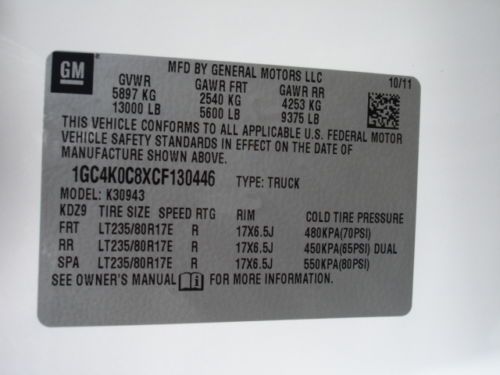 GM
MFD BY GENERAL MOTORS LLC
10/11
GVWR GAWR FRT GAWR RR
5897 KG 2540 KG 4253 KG
13000 LB 5600 LB 9375 LB
THIS VEHICLE CONFORMS TO ALL APPLICABLE U.S. FEDERAL MOTOR
VEHICLE SAFETY STANDARDS IN EFFECT ON THE DATE OF
MANUFACTURE SHOWN ABOVE.
1GC4K0C8XCF130446 TYPE: TRUCK
MODEL: K30943
KDZ9 TIRE SIZE SPEED RTG RIM COLD TIRE PRESSURE
FRT LT235/80R17E R 17X6.5J 480KPA(70PSI)
RR LT235/80R17E R 17X6.5J 450KPA(65PSI) DUAL
SPA LT235/80R17E R 17X6.5J 550KPA(80PSI)
SEE OWNER'S MANUAL FOR MORE INFORMATION.